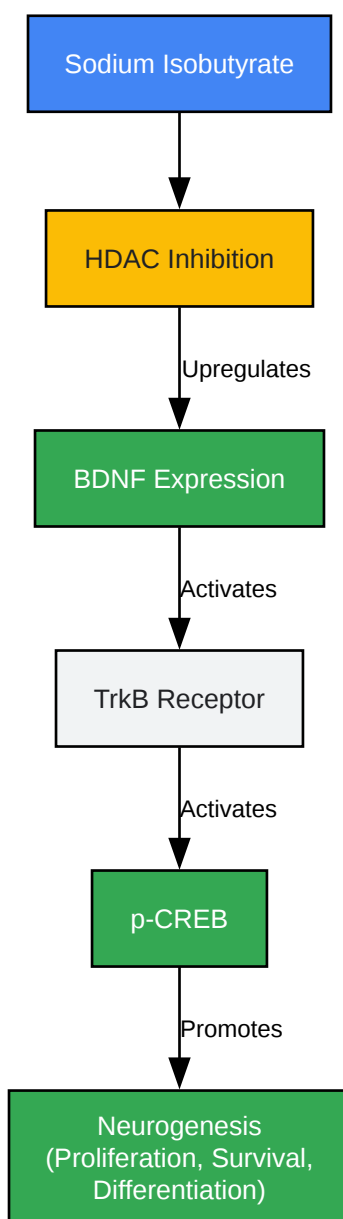 Sodium Isobutyrate
HDAC Inhibition
Upregulates
BDNF Expression
Activates
TrkB Receptor
Activates
p-CREB
Promotes
Neurogenesis
(Proliferation, Survival,
Differentiation)